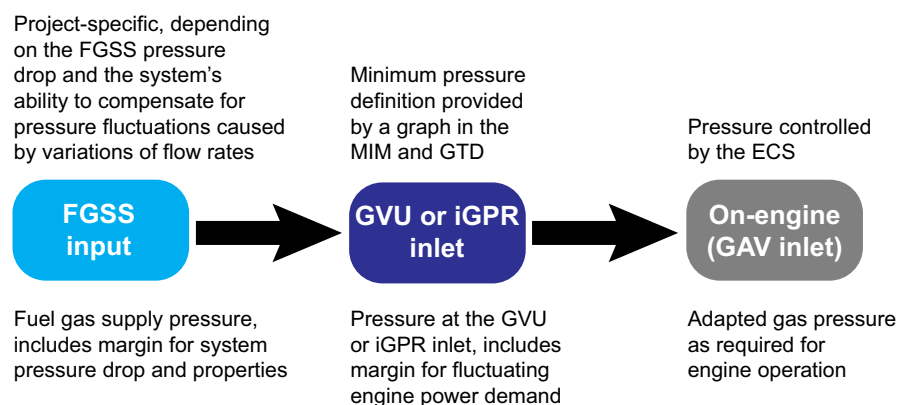 Project-specific, depending
on the FGSS pressure
drop and the system's
ability to compensate for
pressure fluctuations caused
by variations of flow rates
Minimum pressure
definition provided
by a graph in the
MIM and GTD
Pressure controlled
by the ECS
FGSS
input
GVU or iGPR
inlet
On-engine
(GAV inlet)
Fuel gas supply pressure,
includes margin for system
pressure drop and properties
Pressure at the GVU
or iGPR inlet, includes
margin for fluctuating
engine power demand
Adapted gas pressure
as required for
engine operation